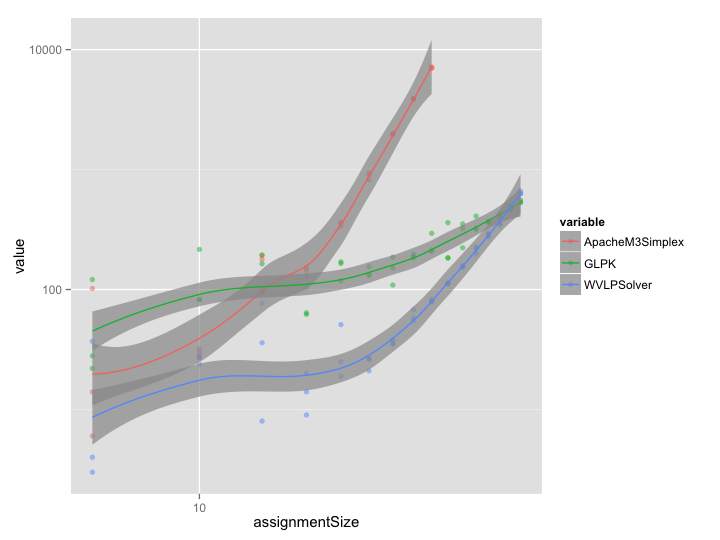 10000
100
value
10
assignmentSize
variable
ApacheM3Simplex
GLPK
WVLPSolver